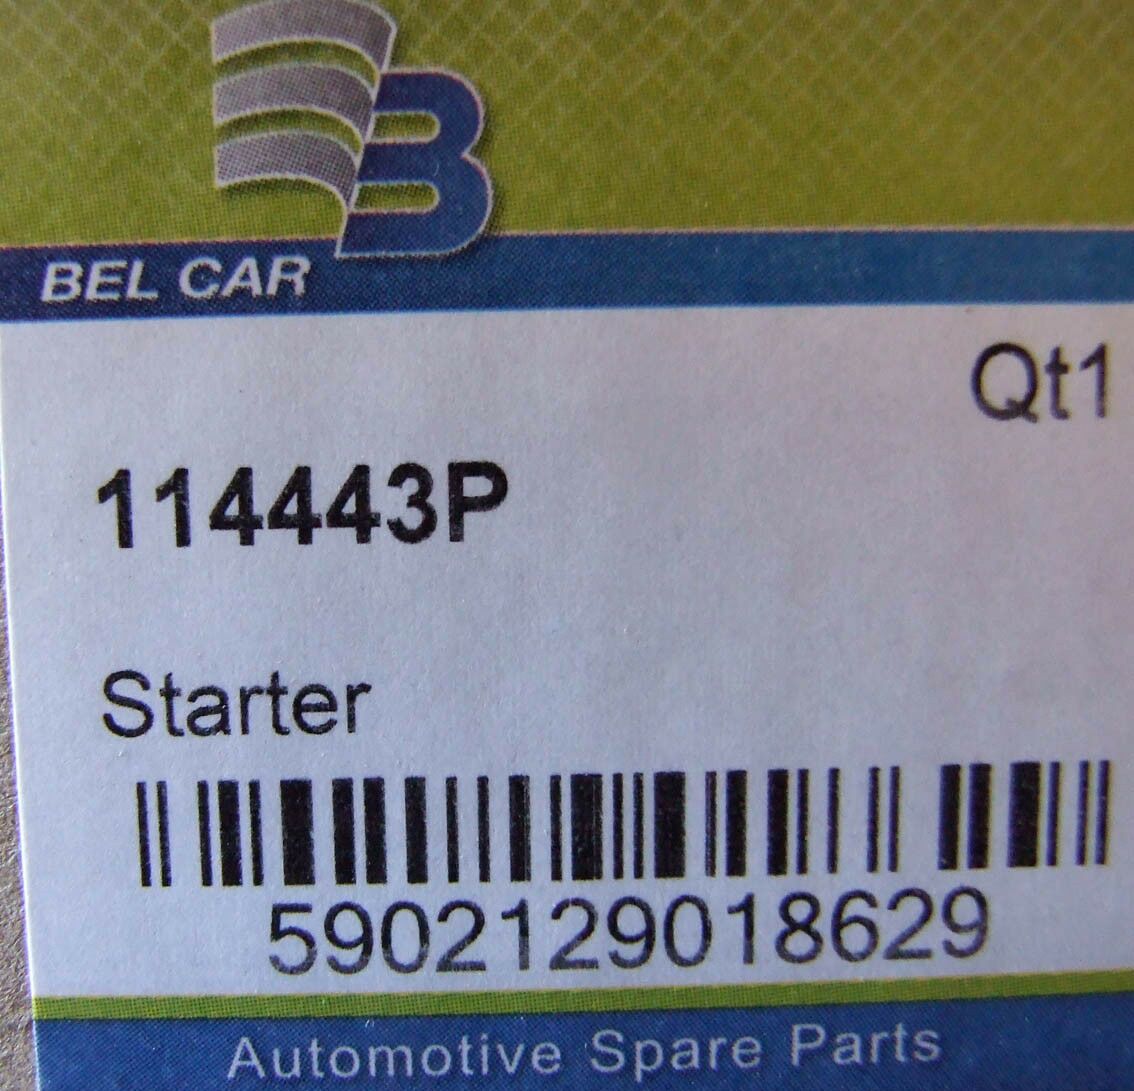 B
BEL CAR
Qt1
114443P
Starter
5902129018629
Automotive Spare Parts